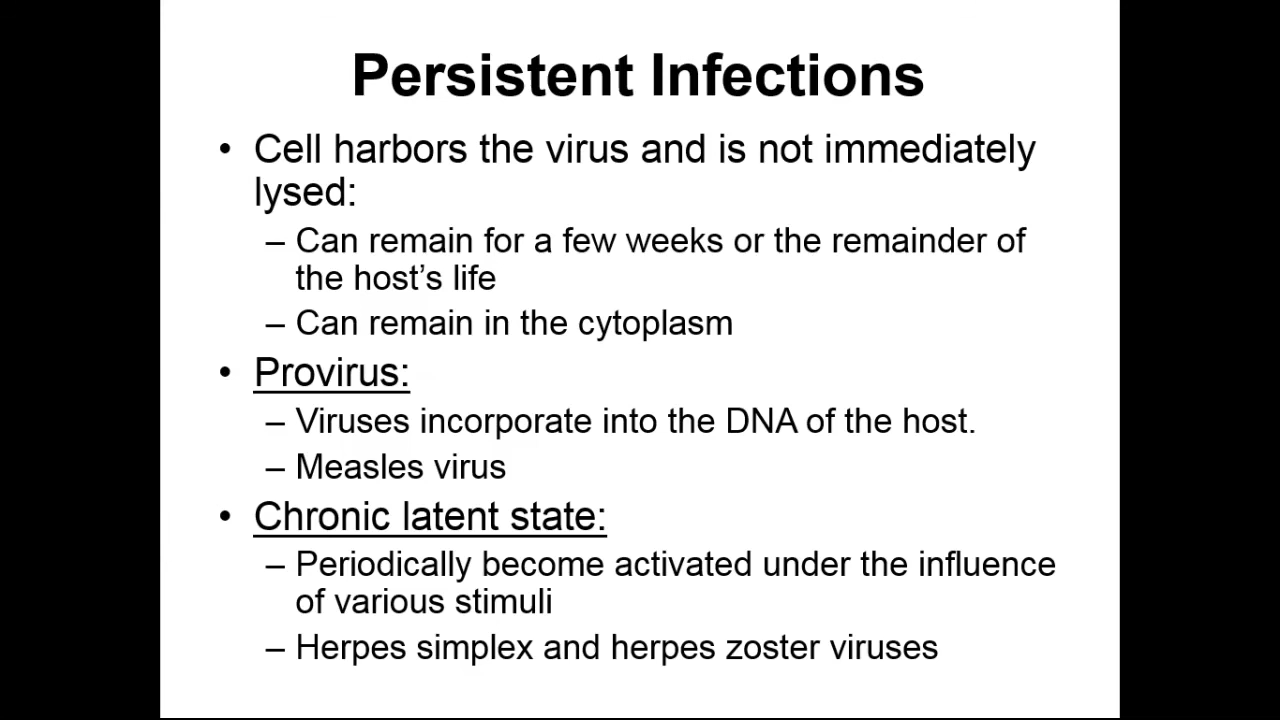 Persistent Infections
• Cell harbors the virus and is not immediately
lysed:
– Can remain for a few weeks or the remainder of
the host’s life
– Can remain in the cytoplasm
• Provirus:
– Viruses incorporate into the DNA of the host.
– Measles virus
• Chronic latent state:
– Periodically become activated under the influence
of various stimuli
– Herpes simplex and herpes zoster viruses